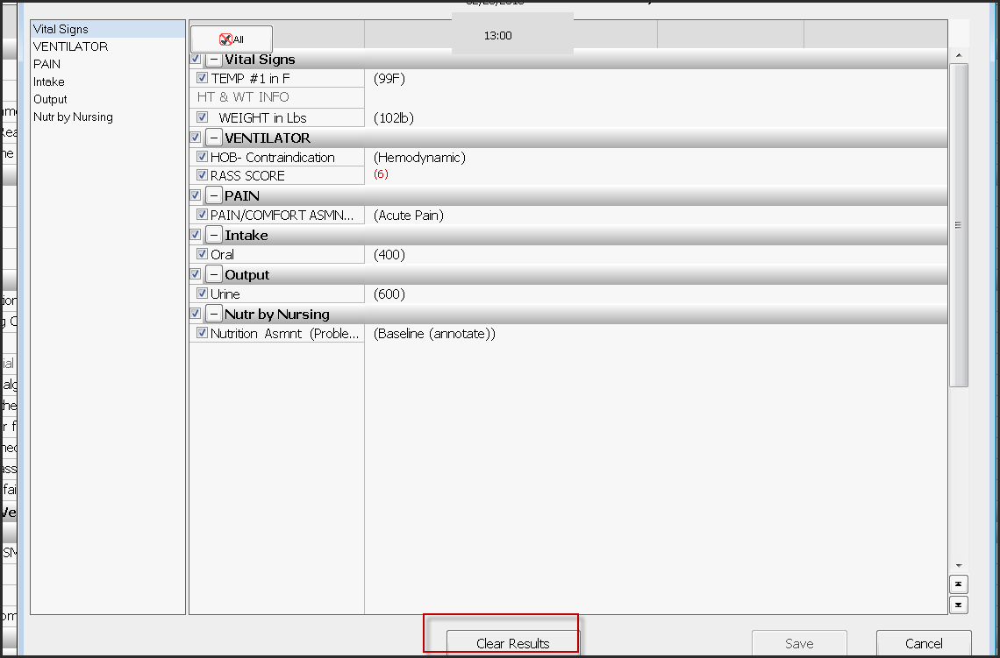 Vital Signs
VENTILATOR
PAIN
Intake
Output
Nutr by Nursing
All
13:00
Vital Signs
TEMP #1 in F (99F)
HT & WT INFO
WEIGHT in Lbs (102lb)
VENTILATOR
HOB- Contraindication (Hemodynamic)
RASS SCORE (6)
PAIN
PAIN/COMFORT ASMN... (Acute Pain)
Intake
Oral (400)
Output
Urine (600)
Nutr by Nursing
Nutrition Asmnt (Proble... (Baseline (annotate))
Clear Results
Save
Cancel